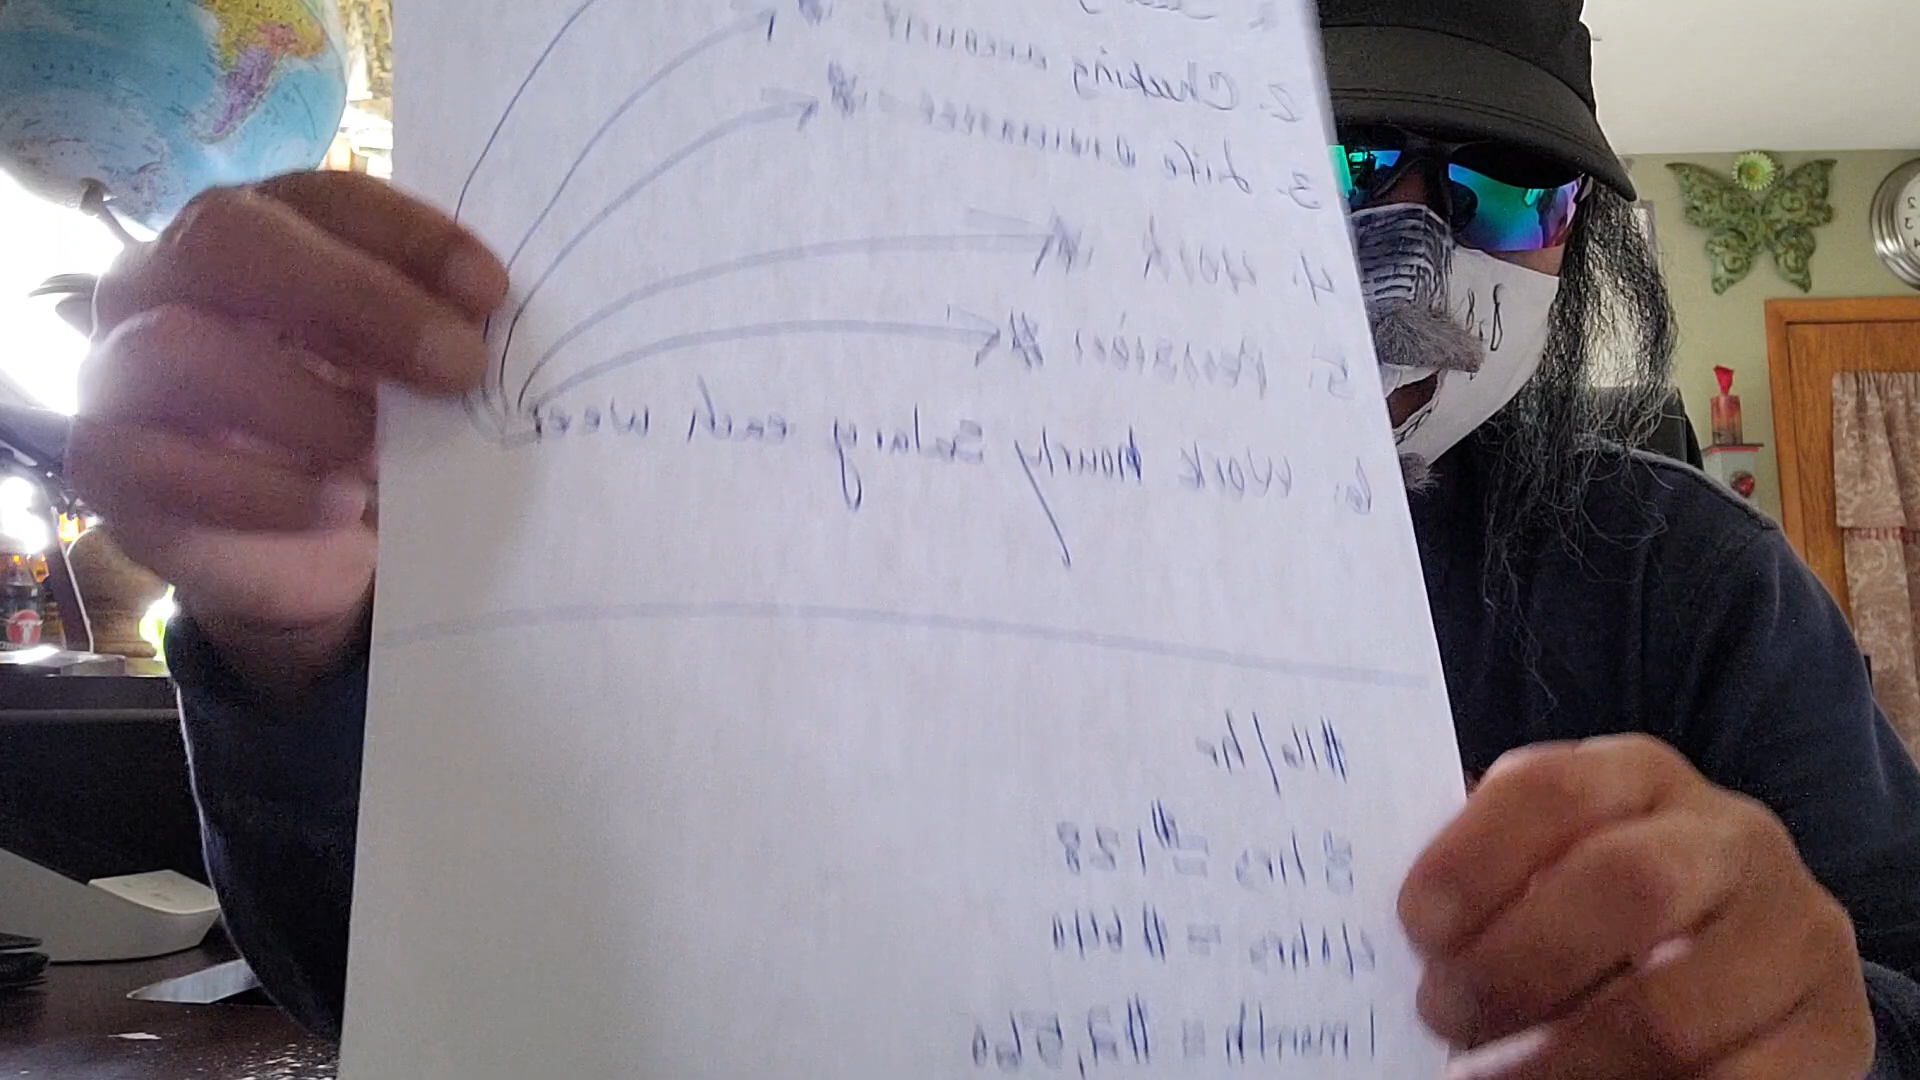 2. Checking account $
3. Life insurance $
4. work $
5. Pension $
6. Work hourly Salary each week
$16/hr
8 hrs = $128
40hrs = $640
1 month = $2,560